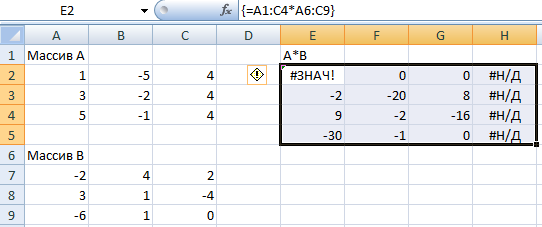 E2 fx {=A1:C4*A6:C9}
A B C D E F G H
1 Массив А А*В
2 1 -5 4 #ЗНАЧ! 0 0 #Н/Д
3 3 -2 4 -2 -20 8 #Н/Д
4 5 -1 4 9 -2 -16 #Н/Д
5 -30 -1 0 #Н/Д
6 Массив В
7 -2 4 2
8 3 1 -4
9 -6 1 0